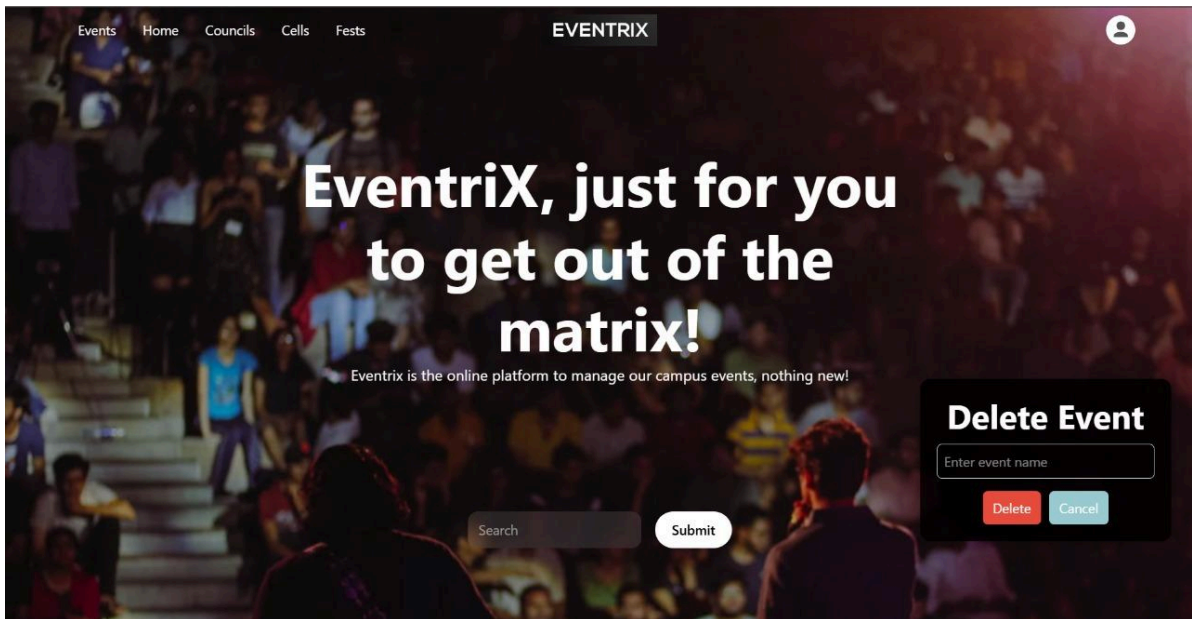 Events Home Councils Cells Fests EVENTRIX
EventriX, just for you
to get out of the
matrix!
Eventrix is the online platform to manage our campus events, nothing new!
Delete Event
Enter event name
Delete Cancel
Search Submit